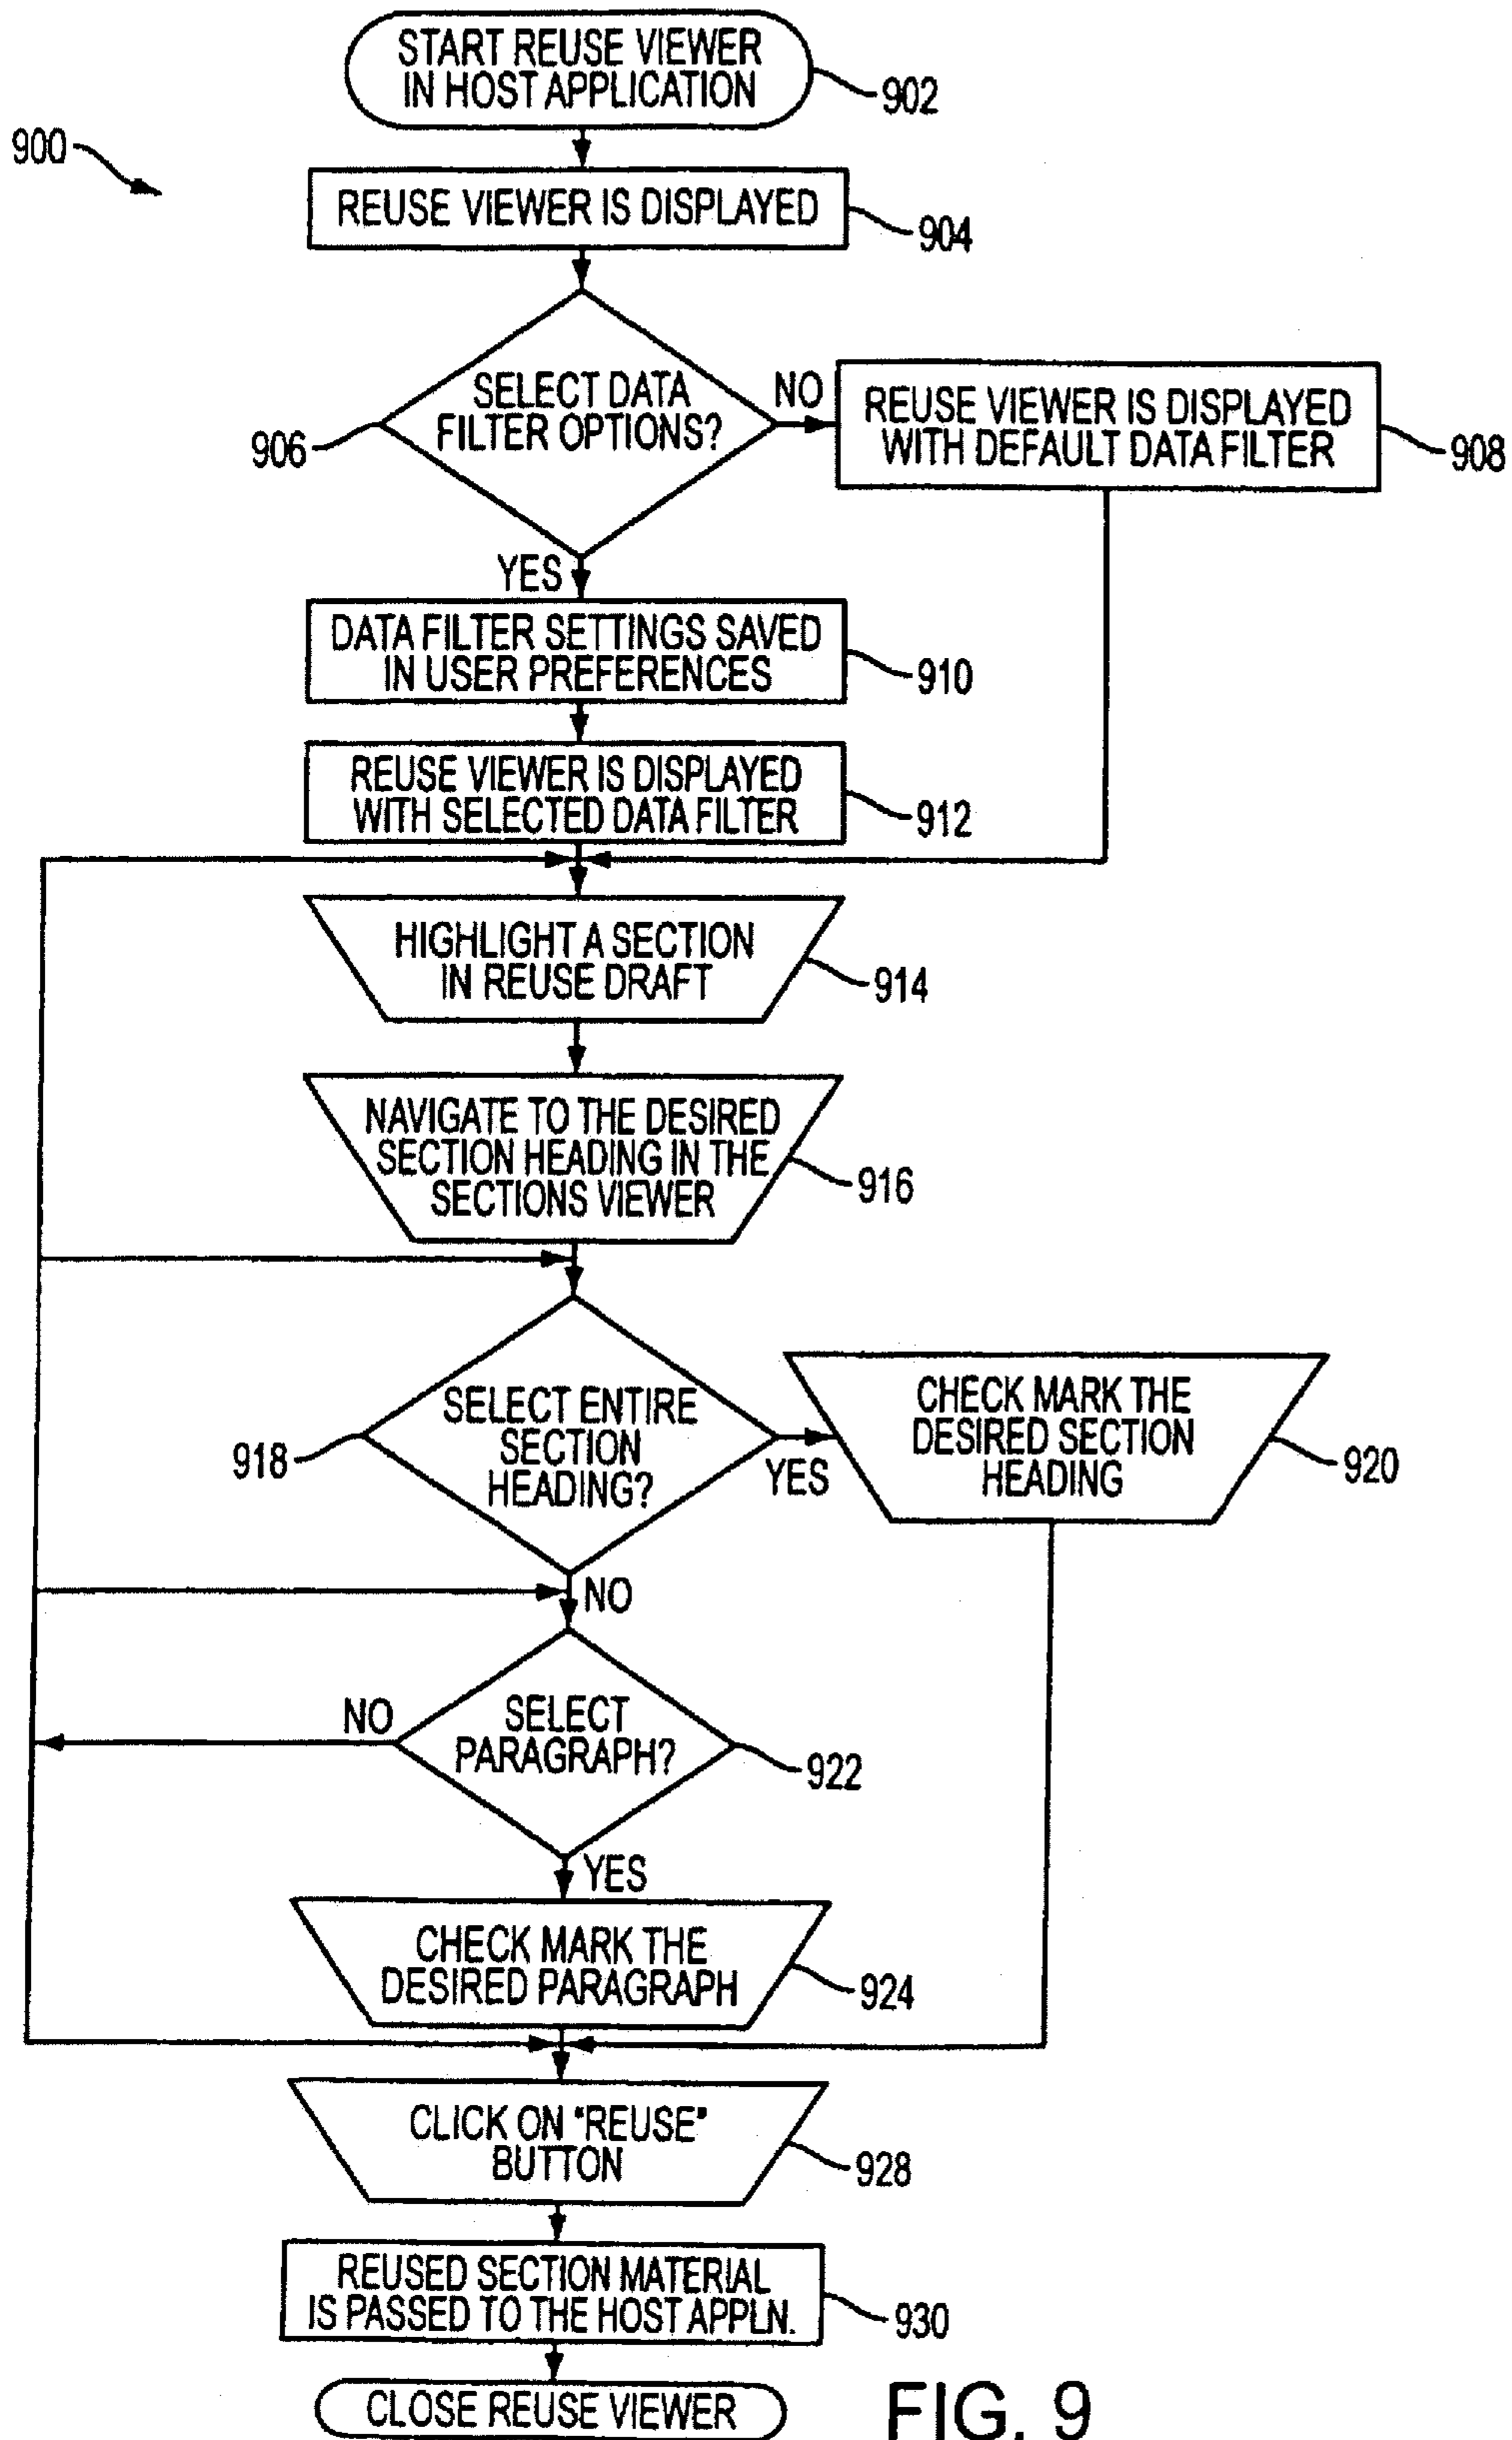 START REUSE VIEWER
IN HOST APPLICATION
902
900
REUSE VIEWER IS DISPLAYED
904
SELECT DATA
FILTER OPTIONS?
906
NO
REUSE VIEWER IS DISPLAYED
WITH DEFAULT DATA FILTER
908
YES
DATA FILTER SETTINGS SAVED
IN USER PREFERENCES
910
REUSE VIEWER IS DISPLAYED
WITH SELECTED DATA FILTER
912
HIGHLIGHT A SECTION
IN REUSE DRAFT
914
NAVIGATE TO THE DESIRED
SECTION HEADING IN THE
SECTIONS VIEWER
916
SELECT ENTIRE
SECTION
HEADING?
918
YES
CHECK MARK THE
DESIRED SECTION
HEADING
920
NO
SELECT
PARAGRAPH?
NO
922
YES
CHECK MARK THE
DESIRED PARAGRAPH
924
CLICK ON "REUSE"
BUTTON
928
REUSED SECTION MATERIAL
IS PASSED TO THE HOST APPLN.
930
CLOSE REUSE VIEWER
FIG. 9